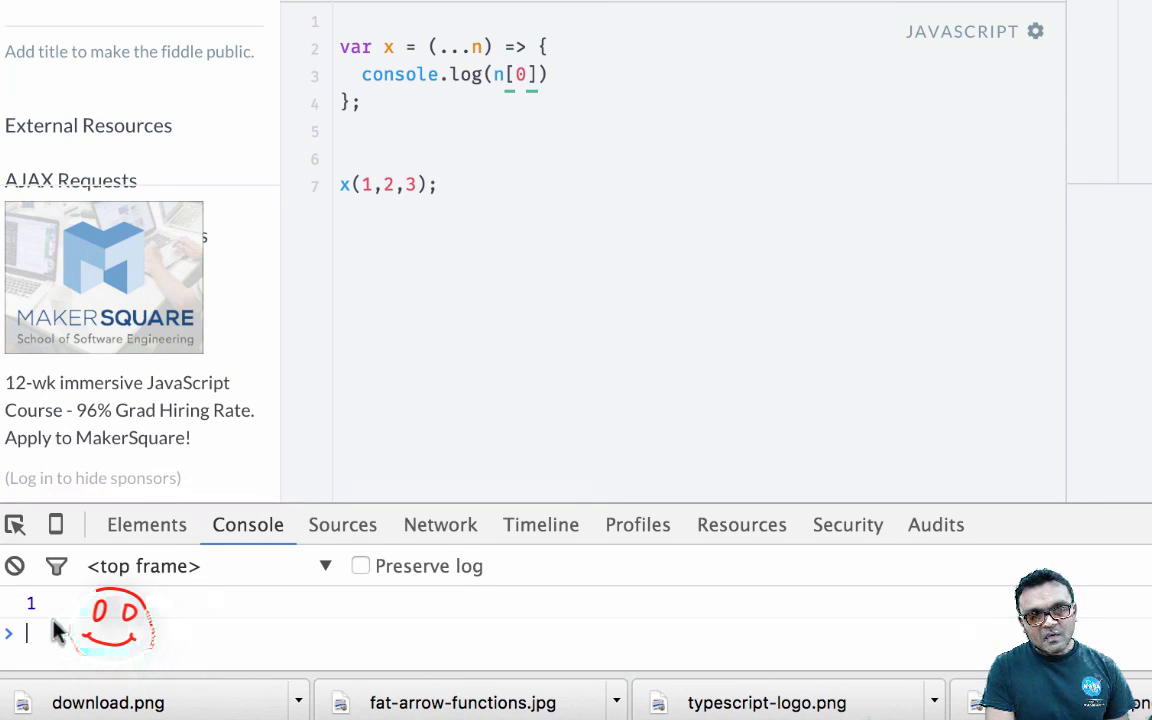 Add title to make the fiddle public.
External Resources
AJAX Requests
s
MAKERSQUARE
School of Software Engineering
12-wk immersive JavaScript
Course - 96% Grad Hiring Rate.
Apply to MakerSquare!
(Log in to hide sponsors)
JAVASCRIPT
1
2 var x = (...n) => {
3 console.log(n[0])
4 };
5
6
7 x(1,2,3);
Elements Console Sources Network Timeline Profiles Resources Security Audits
<top frame> ▼ Preserve log
1
>
download.png fat-arrow-functions.jpg typescript-logo.png
NASA